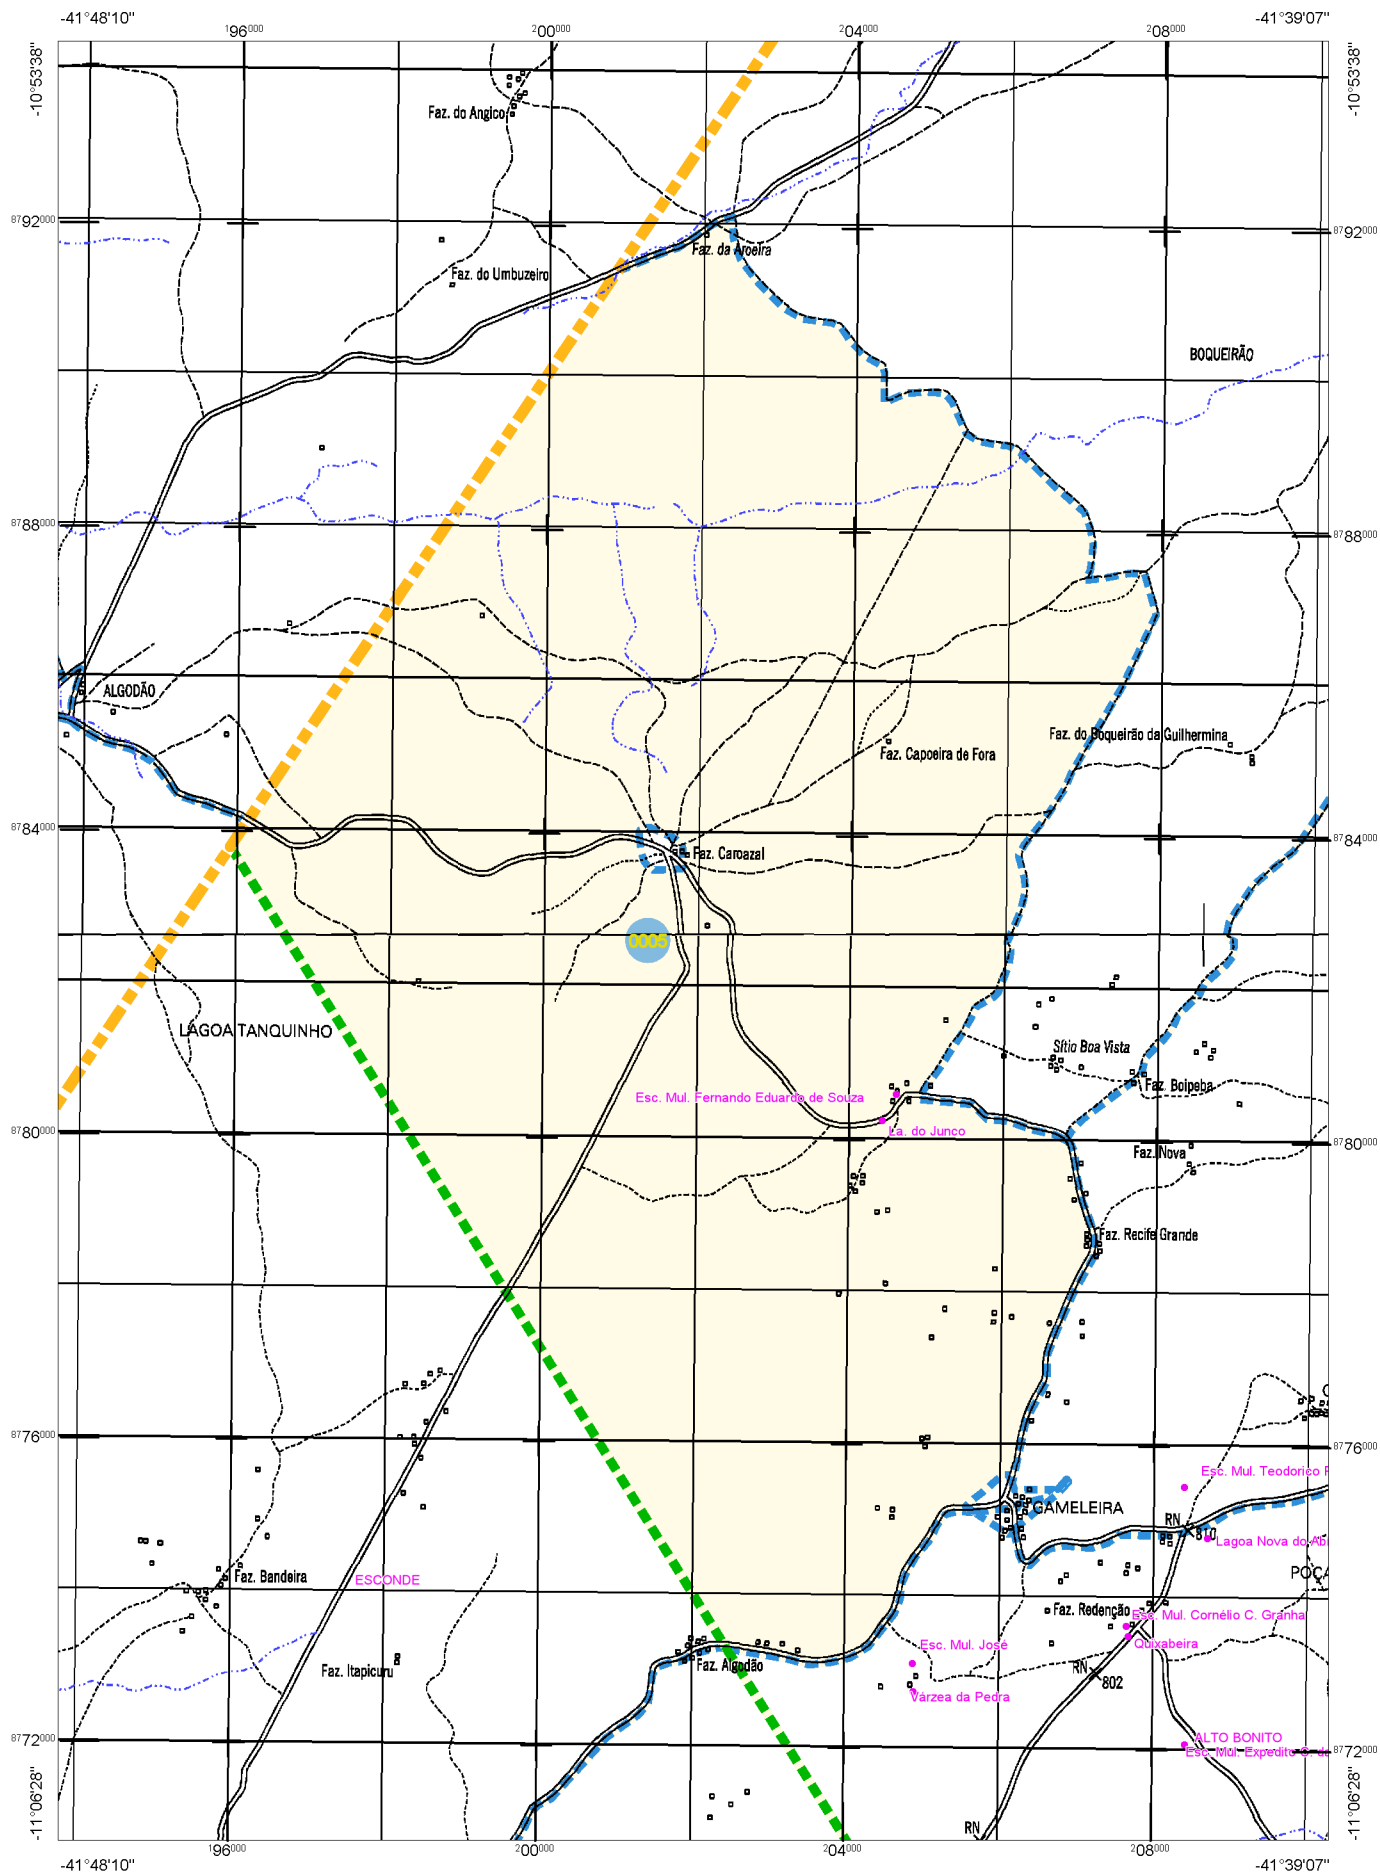 -41°48'10"
-41°39'07"
196000
200000
204000
208000
-10°53'38"
-10°53'38"
Faz. do Angico
8792000
8792000
Faz. da Aroeira
Faz. do Umbuzeiro
BOQUEIRÃO
8788000
8788000
ALGODÃO
Faz. do Boqueirão da Guilhermina
Faz. Capoeira de Fora
8784000
8784000
Faz. Caroazal
0005
LAGOA TANQUINHO
Sítio Boa Vista
Faz. Boipeba
Esc. Mul. Fernando Eduardo de Souza
La. do Junco
8780000
8780000
Faz. Nova
Faz. Recife Grande
C
8776000
8776000
Esc. Mul. Teodorico
GAMELEIRA
RN
810
Lagoa Nova do
Faz. Bandeira
ESCONDE
POÇA
Faz. Redenção
Esc. Mul. Cornélio C. Granha
Quixabeira
Esc. Mul. José
Faz. Itapicuru
Faz. Algodão
RN
802
Várzea da Pedra
8772000
ALTO BONITO
8772000
Esc. Mul. Expedito
RN
-11°06'28"
-11°06'28"
196000
200000
204000
208000
-41°48'10"
-41°39'07"